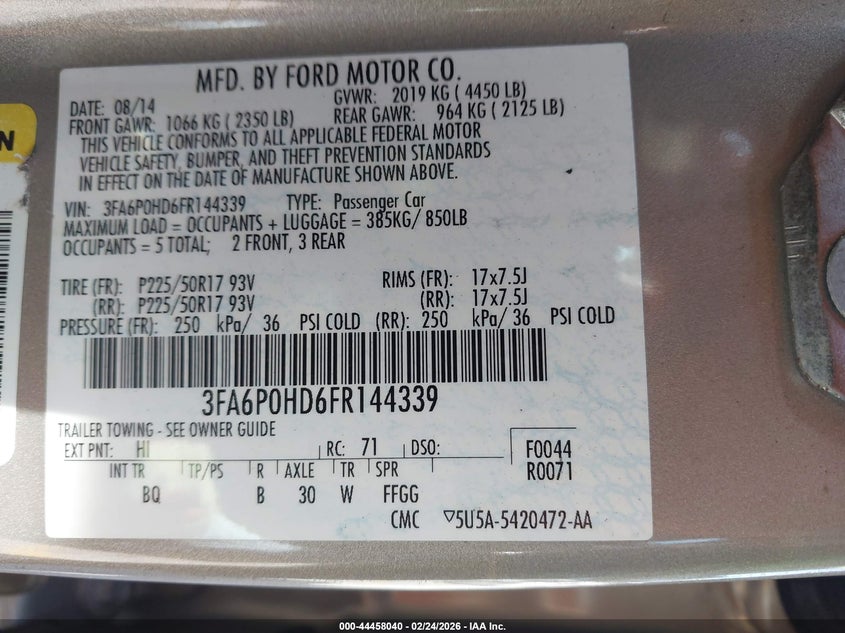 MFD. BY FORD MOTOR CO.
DATE: 08/14 GVWR: 2019 KG ( 4450 LB)
FRONT GAWR: 1066 KG ( 2350 LB) REAR GAWR: 964 KG ( 2125 LB)
THIS VEHICLE CONFORMS TO ALL APPLICABLE FEDERAL MOTOR
VEHICLE SAFETY, BUMPER, AND THEFT PREVENTION STANDARDS
IN EFFECT ON THE DATE OF MANUFACTURE SHOWN ABOVE.
VIN: 3FA6P0HD6FR144339 TYPE: Passenger Car
MAXIMUM LOAD = OCCUPANTS + LUGGAGE = 385KG/ 850LB
OCCUPANTS = 5 TOTAL; 2 FRONT, 3 REAR
TIRE (FR): P225/50R17 93V RIMS (FR): 17x7.5J
(RR): P225/50R17 93V (RR): 17x7.5J
PRESSURE (FR): 250 kPa/ 36 PSI COLD (RR): 250 kPa/ 36 PSI COLD
3FA6P0HD6FR144339
TRAILER TOWING - SEE OWNER GUIDE
EXT PNT: HI RC: 71 DSO: F0044
INT TR TP/PS R AXLE TR SPR R0071
BQ B 30 W FFGG
CMC ▽5U5A-5420472-AA
N
000-44458040 - 02/24/2026 - IAA Inc.